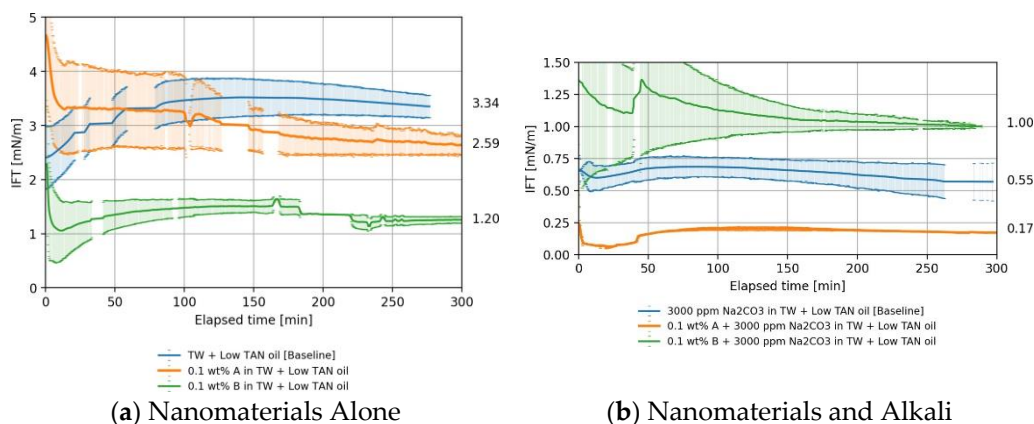 5
4
3
2
1
0
IFT [mN/m]
0 50 100 150 200 250 300
Elapsed time [min]
3.34
2.59
1.20
TW + Low TAN oil [Baseline]
0.1 wt% A in TW + Low TAN oil
0.1 wt% B in TW + Low TAN oil
(a) Nanomaterials Alone
1.50
1.25
1.00
0.75
0.50
0.25
0.00
IFT [mN/m]
0 50 100 150 200 250 300
Elapsed time [min]
1.00
0.55
0.17
3000 ppm Na2CO3 in TW + Low TAN oil [Baseline]
0.1 wt% A + 3000 ppm Na2CO3 in TW + Low TAN oil
0.1 wt% B + 3000 ppm Na2CO3 in TW + Low TAN oil
(b) Nanomaterials and Alkali